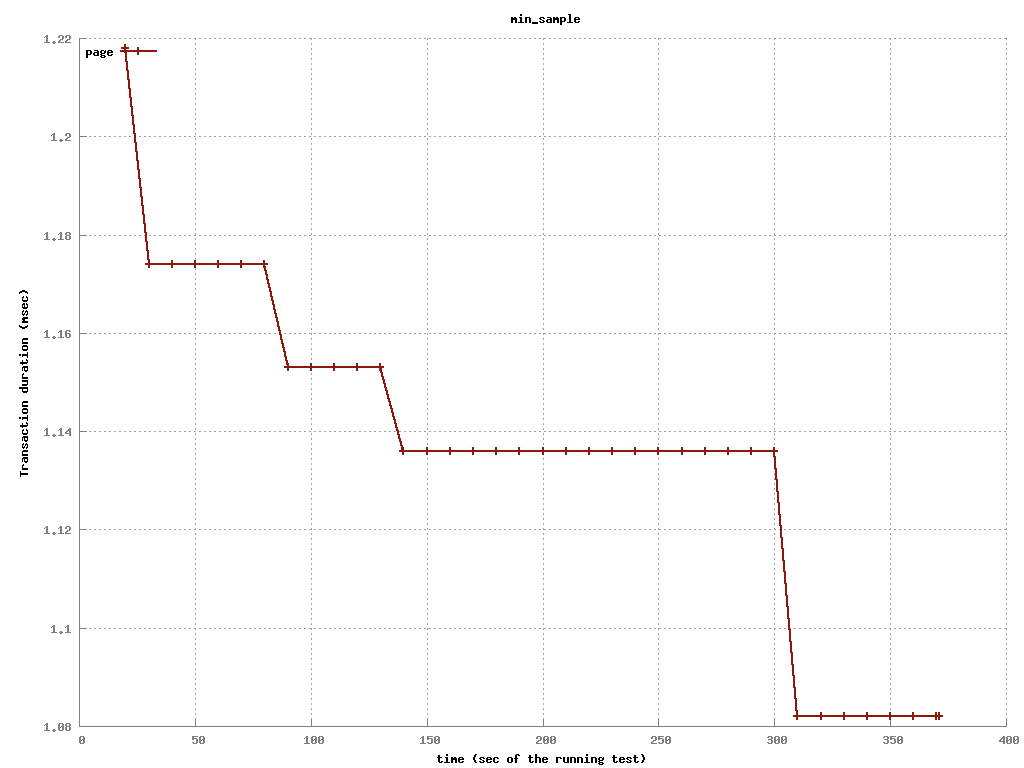 min_sample
1.22
page
1.2
1.18
1.16
1.14
1.12
1.1
1.08
Transaction duration (msec)
0 50 100 150 200 250 300 350 400
time (sec of the running test)